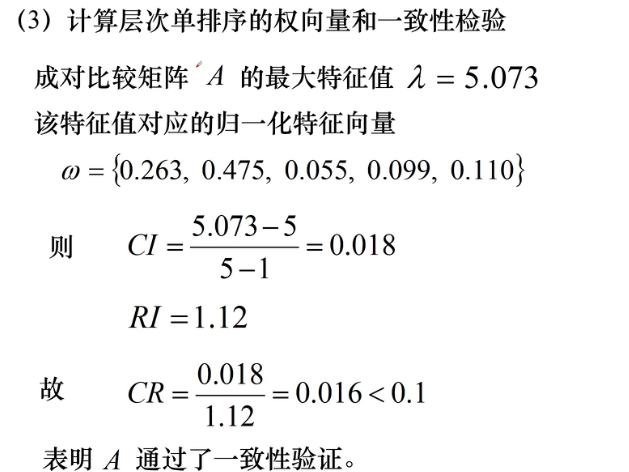 (3) 计算层次单排序的权向量和一致性检验
成对比较矩阵 A 的最大特征值 λ = 5.073
该特征值对应的归一化特征向量
ω = {0.263, 0.475, 0.055, 0.099, 0.110}
则 CI = \frac{5.073-5}{5-1} = 0.018
RI = 1.12
故 CR = \frac{0.018}{1.12} = 0.016 < 0.1
表明 A 通过了一致性验证。